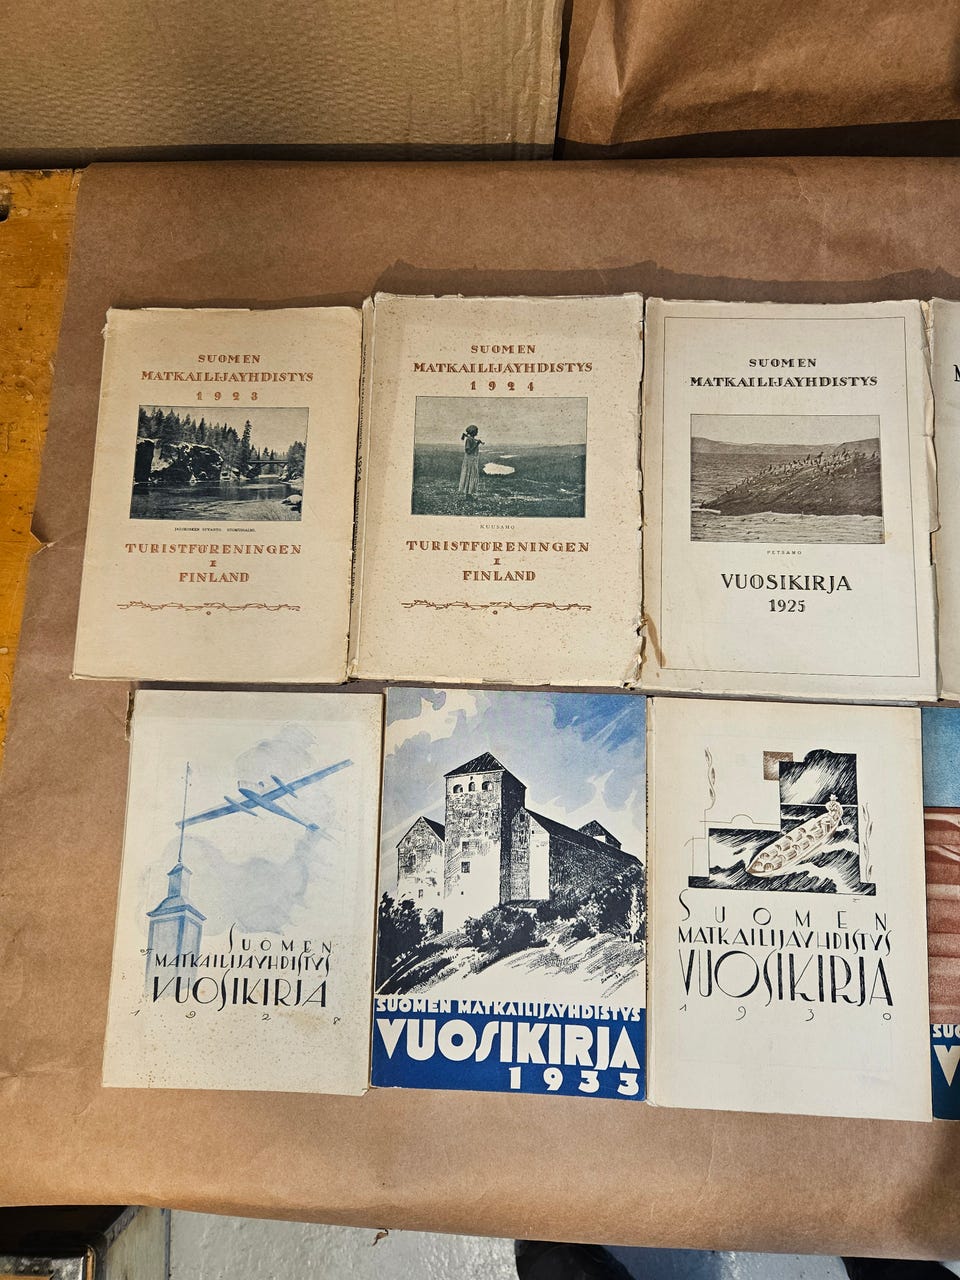 SUOMEN
MATKAILIJAYHDISTYS
1923
TURISTFÖRENINGEN
I
FINLAND
SUOMEN
MATKAILIJAYHDISTYS
1924
KUUSAMO
TURISTFÖRENINGEN
I
FINLAND
SUOMEN
MATKAILIJAYHDISTYS
PETSAMO
VUOSIKIRJA
1925
M
SUOMEN
MATKAILIJAYHDISTYS
VUOSIKIRJA
1928
SUOMEN MATKAILIJAYHDISTYS
VUOSIKIRJA
1933
SUOMEN
MATKAILIJAYHDISTYS
VUOSIKIRJA
1930
SUO
V